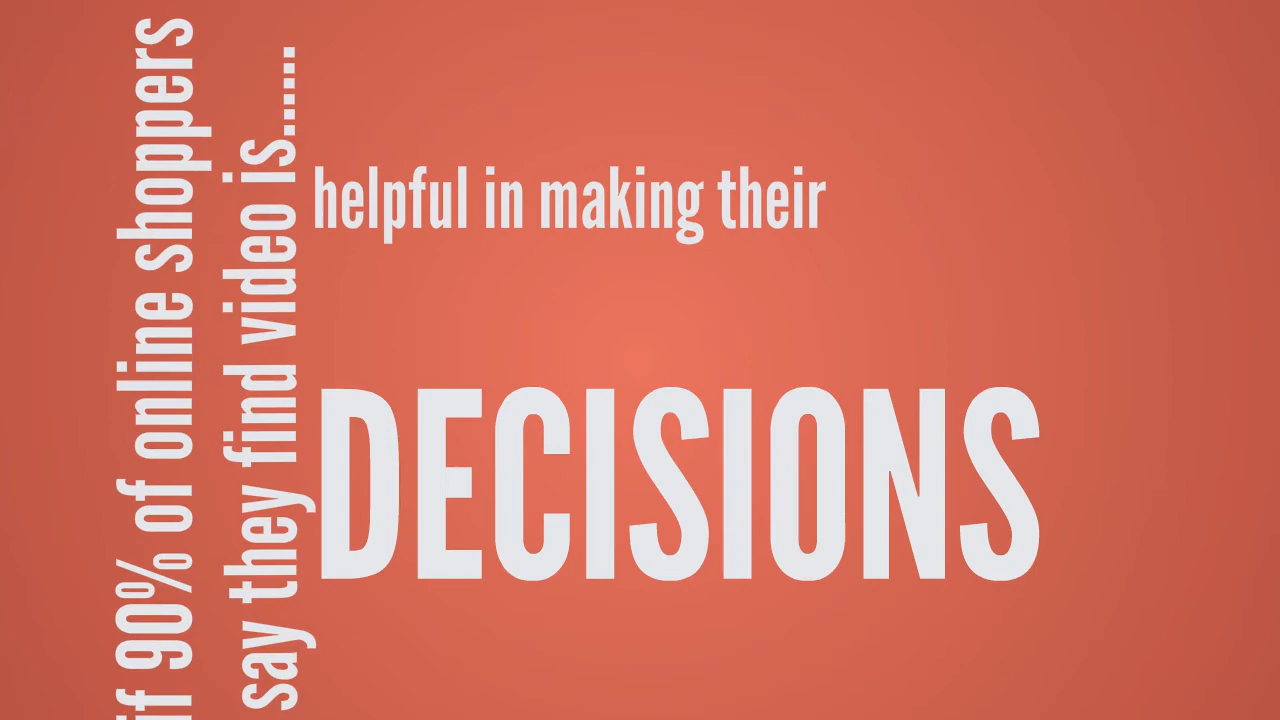 if 90% of online shoppers
say they find video is......
helpful in making their
DECISIONS